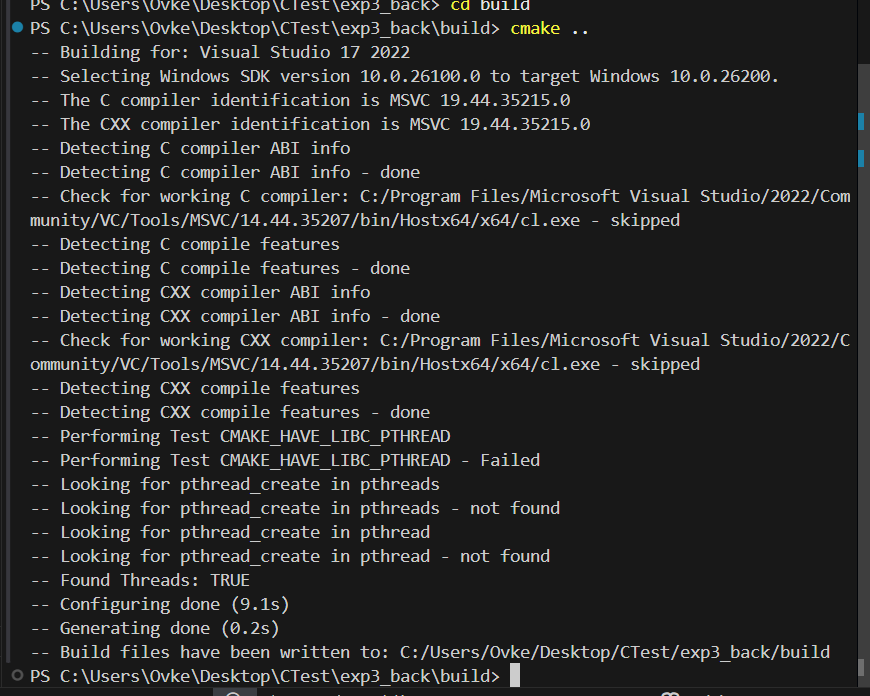 PS C:\Users\Ovke\Desktop\CTest\exp3_back> cd build
PS C:\Users\Ovke\Desktop\CTest\exp3_back\build> cmake ..
-- Building for: Visual Studio 17 2022
-- Selecting Windows SDK version 10.0.26100.0 to target Windows 10.0.26200.
-- The C compiler identification is MSVC 19.44.35215.0
-- The CXX compiler identification is MSVC 19.44.35215.0
-- Detecting C compiler ABI info
-- Detecting C compiler ABI info - done
-- Check for working C compiler: C:/Program Files/Microsoft Visual Studio/2022/Com
munity/VC/Tools/MSVC/14.44.35207/bin/Hostx64/x64/cl.exe - skipped
-- Detecting C compile features
-- Detecting C compile features - done
-- Detecting CXX compiler ABI info
-- Detecting CXX compiler ABI info - done
-- Check for working CXX compiler: C:/Program Files/Microsoft Visual Studio/2022/C
ommunity/VC/Tools/MSVC/14.44.35207/bin/Hostx64/x64/cl.exe - skipped
-- Detecting CXX compile features
-- Detecting CXX compile features - done
-- Performing Test CMAKE_HAVE_LIBC_PTHREAD
-- Performing Test CMAKE_HAVE_LIBC_PTHREAD - Failed
-- Looking for pthread_create in pthreads
-- Looking for pthread_create in pthreads - not found
-- Looking for pthread_create in pthread
-- Looking for pthread_create in pthread - not found
-- Found Threads: TRUE
-- Configuring done (9.1s)
-- Generating done (0.2s)
-- Build files have been written to: C:/Users/Ovke/Desktop/CTest/exp3_back/build
PS C:\Users\Ovke\Desktop\CTest\exp3_back\build>